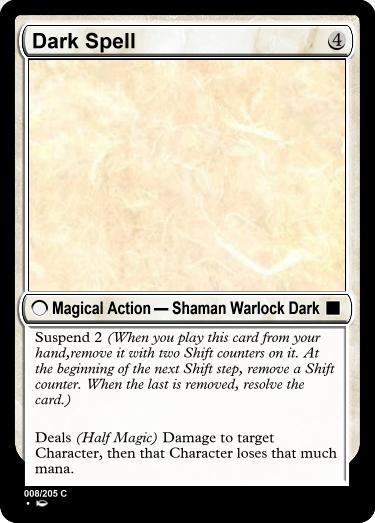 Dark Spell 4
Magical Action — Shaman Warlock Dark
Suspend 2 (When you play this card from your
hand,remove it with two Shift counters on it. At
the beginning of the next Shift step, remove a Shift
counter. When the last is removed, resolve the
card.)
Deals (Half Magic) Damage to target
Character, then that Character loses that much
mana.
008/205 C
•